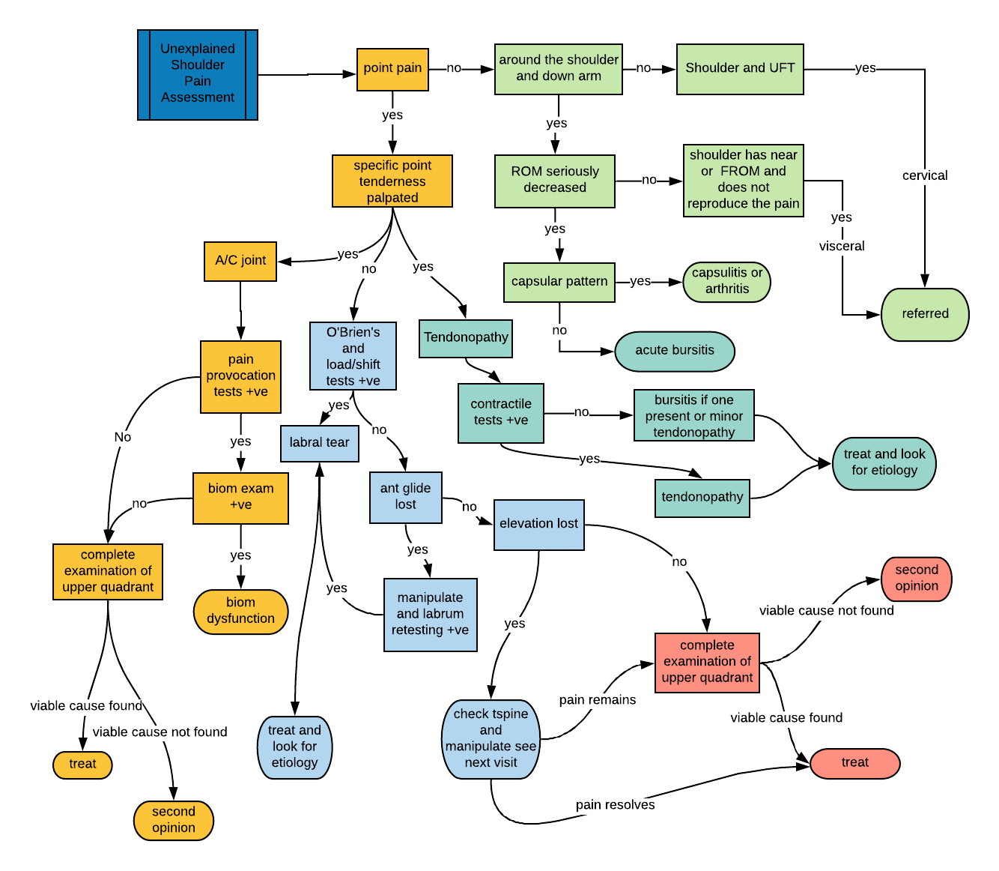 Unexplained
Shoulder
Pain
Assessment
point pain
no
around the shoulder
and down arm
no
Shoulder and UFT
yes
yes
yes
specific point
tenderness
palpated
ROM seriously
decreased
no
shoulder has near
or FROM and
does not
reproduce the pain
cervical
yes
visceral
yes
A/C joint
yes
no
yes
capsular pattern
yes
capsulitis or
arthritis
referred
no
acute bursitis
O'Brien's
and
load/shift
tests +ve
Tendonopathy
pain
provocation
tests +ve
contractile
tests +ve
no
bursitis if one
present or minor
tendonopathy
yes
no
labral tear
No
yes
yes
treat and look
for etiology
tendonopathy
biom exam
+ve
no
ant glide
lost
no
elevation lost
yes
yes
no
complete
examination of
upper quadrant
biom
dysfunction
yes
manipulate
and labrum
retesting +ve
yes
second
opinion
viable cause not found
complete
examination of
upper quadrant
viable cause found
viable cause not found
pain remains
viable cause found
check tspine
and
manipulate see
next visit
treat and
look for
etiology
treat
treat
pain resolves
second
opinion